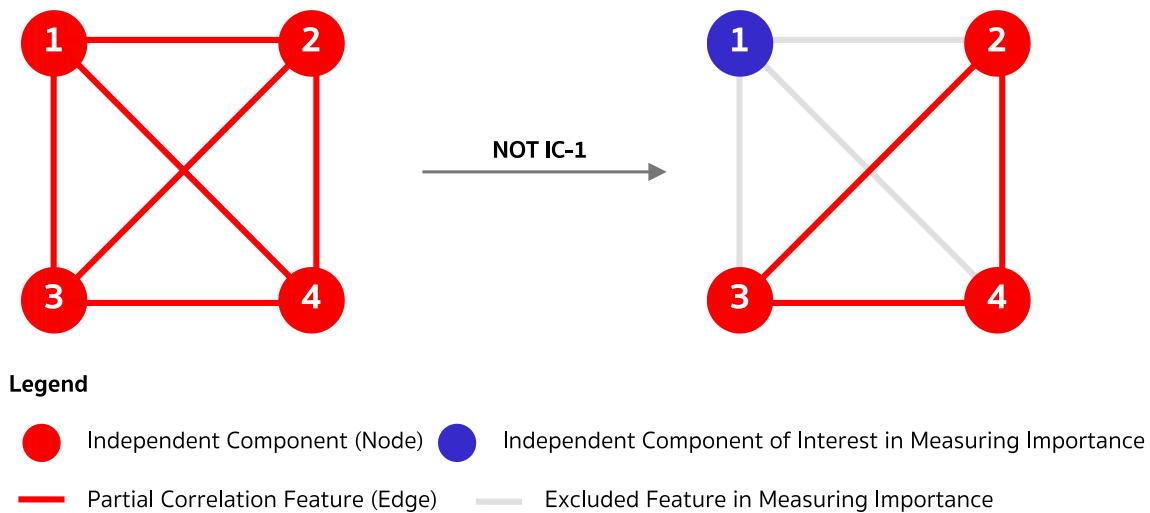 1 2 1 2
NOT IC-1
3 4 3 4
Legend
Independent Component (Node) Independent Component of Interest in Measuring Importance
Partial Correlation Feature (Edge) Excluded Feature in Measuring Importance